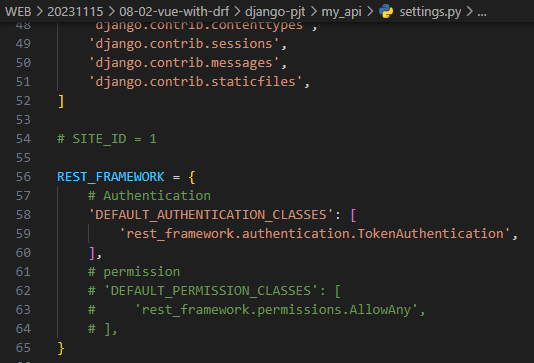 WEB > 20231115 > 08-02-vue-with-drf > django-pjt > my_api > settings.py > ...
48 'django.contrib.contenttypes',
49 'django.contrib.sessions',
50 'django.contrib.messages',
51 'django.contrib.staticfiles',
52 ]
53
54 # SITE_ID = 1
55
56 REST_FRAMEWORK = {
57 # Authentication
58 'DEFAULT_AUTHENTICATION_CLASSES': [
59 'rest_framework.authentication.TokenAuthentication',
60 ],
61 # permission
62 # 'DEFAULT_PERMISSION_CLASSES': [
63 #     'rest_framework.permissions.AllowAny',
64 # ],
65 }